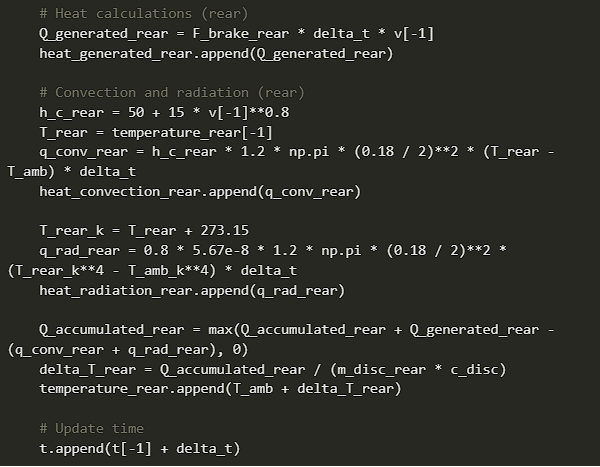 # Heat calculations (rear)
Q_generated_rear = F_brake_rear * delta_t * v[-1]
heat_generated_rear.append(Q_generated_rear)
# Convection and radiation (rear)
h_c_rear = 50 + 15 * v[-1]**0.8
T_rear = temperature_rear[-1]
q_conv_rear = h_c_rear * 1.2 * np.pi * (0.18 / 2)**2 * (T_rear -
T_amb) * delta_t
heat_convection_rear.append(q_conv_rear)
T_rear_k = T_rear + 273.15
q_rad_rear = 0.8 * 5.67e-8 * 1.2 * np.pi * (0.18 / 2)**2 *
(T_rear_k**4 - T_amb_k**4) * delta_t
heat_radiation_rear.append(q_rad_rear)
Q_accumulated_rear = max(Q_accumulated_rear + Q_generated_rear -
(q_conv_rear + q_rad_rear), 0)
delta_T_rear = Q_accumulated_rear / (m_disc_rear * c_disc)
temperature_rear.append(T_amb + delta_T_rear)
# Update time
t.append(t[-1] + delta_t)